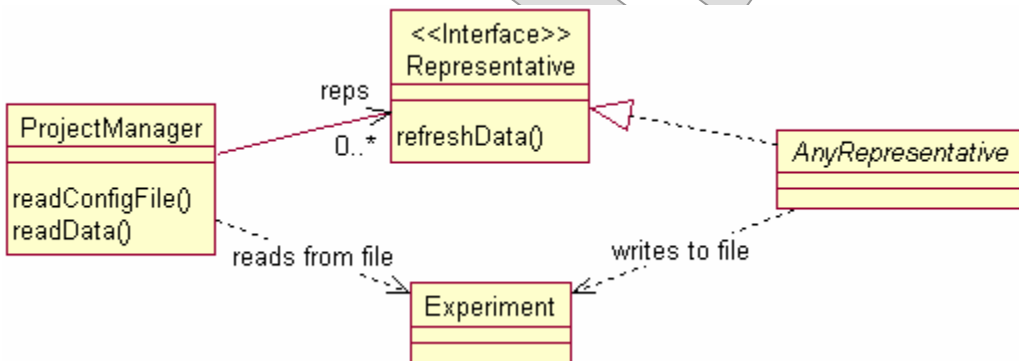 <<Interface>>
Representative
refreshData()
reps
0..*
ProjectManager
readConfigFile()
readData()
AnyRepresentative
reads from file
writes to file
Experiment